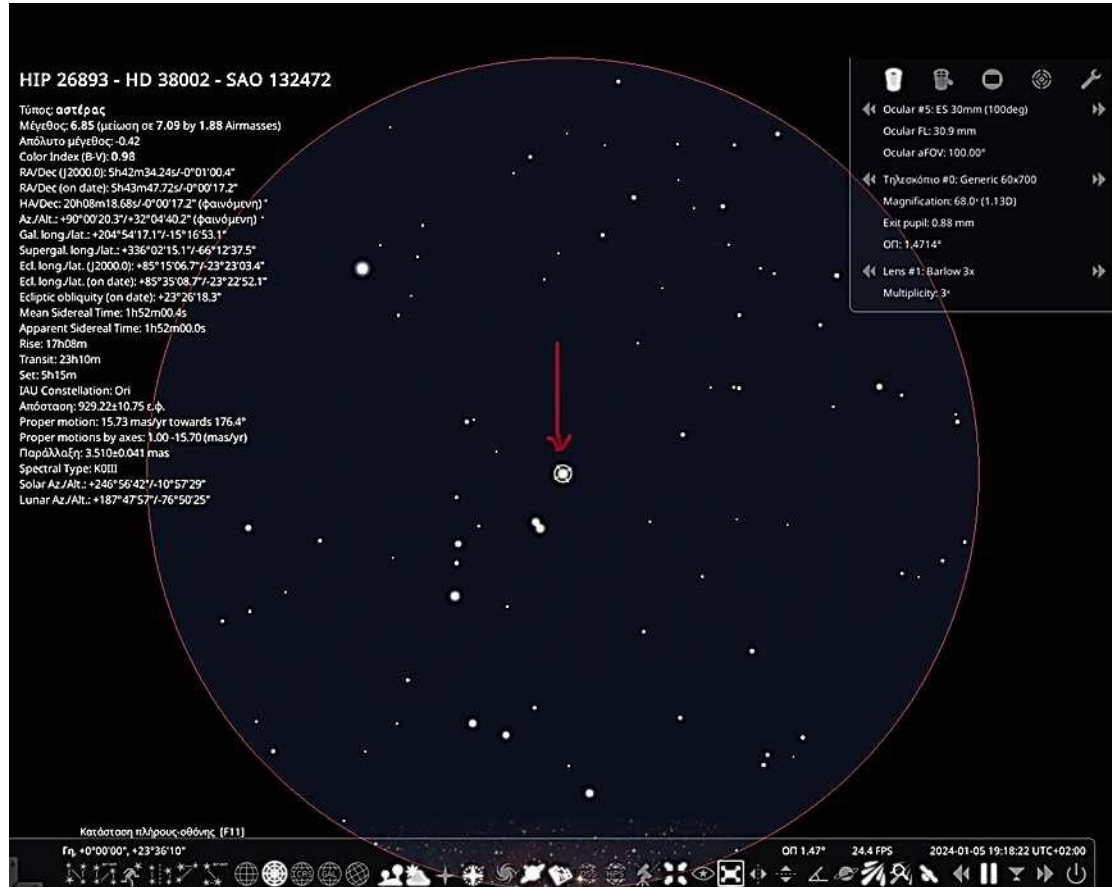 HIP 26893 - HD 38002 - SAO 132472
Τύπος: αστέρας
Μέγεθος: 6.85 (μείωση σε 7.09 by 1.88 Airmasses)
Απόλυτο μέγεθος: -0.42
Color Index (B-V): 0.98
RA/Dec (J2000.0): 5h42m34.24s/-0°01'00.4"
RA/Dec (on date): 5h43m47.72s/-0°00'17.2"
HA/Dec: 20h08m18.68s/-0°00'17.2" (φαινόμενη)
Az./Alt.: +90°00'20.3"/+32°04'40.2" (φαινόμενη)
Gal. long./lat.: +204°54'17.1"/-15°16'53.1"
Supergal. long./lat.: +336°02'15.1"/-66°12'37.5"
Ecl. long./lat. (J2000.0): +85°15'06.7"/-23°23'03.4"
Ecl. long./lat. (on date): +85°35'08.7"/-23°22'52.1"
Ecliptic obliquity (on date): +23°26'18.3"
Mean Sidereal Time: 1h52m00.4s
Apparent Sidereal Time: 1h52m00.0s
Rise: 17h08m
Transit: 23h10m
Set: 5h15m
IAU Constellation: Ori
Απόσταση: 929.22±10.75 ε.φ.
Proper motion: 15.73 mas/yr towards 176.4°
Proper motions by axes: 1.00 -15.70 (mas/yr)
Παράλλαξη: 3.510±0.041 mas
Spectral Type: K0III
Solar Az./Alt.: +246°56'42"/-10°57'29"
Lunar Az./Alt.: +187°47'57"/-76°50'25"
Ocular #5: ES 30mm (100deg)
Ocular FL: 30.9 mm
Ocular aFOV: 100.00°
Τηλεσκόπιο #0: Generic 60x700
Magnification: 68.0× (1.13D)
Exit pupil: 0.88 mm
ΟΠ: 1.4714°
Lens #1: Barlow 3x
Multiplicity: 3×
Κατάσταση πλήρους-οθόνης [F11]
Γη, +0°00'00", +23°36'10" ΟΠ 1.47° 24.4 FPS 2024-01-05 19:18:22 UTC+02:00
ICRS GAL DSS HiPS